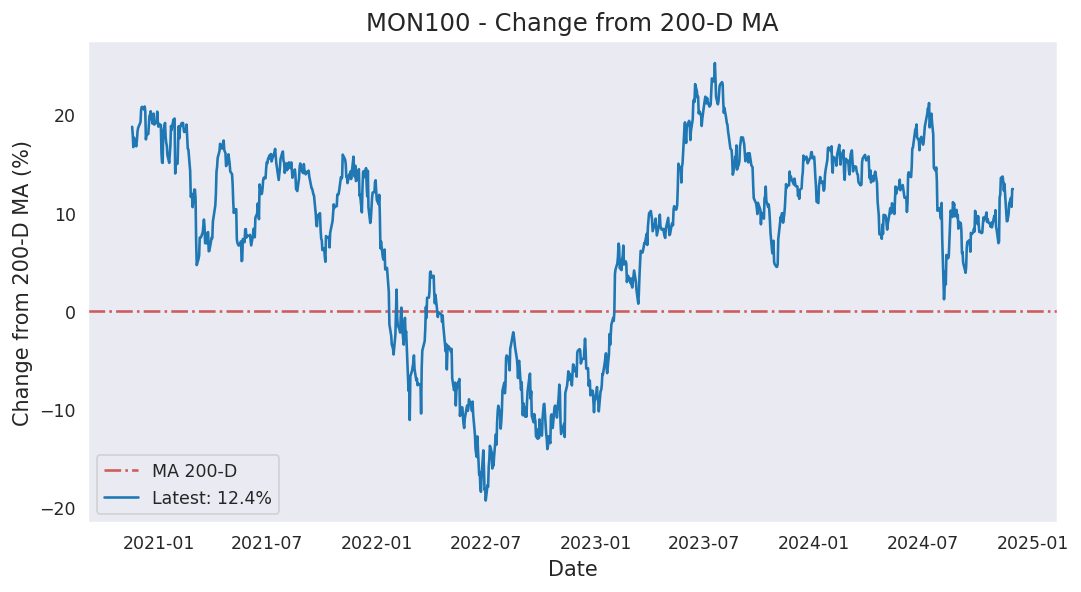 MON100 - Change from 200-D MA
Change from 200-D MA (%)
20
10
0
−10
−20
MA 200-D
Latest: 12.4%
2021-01 2021-07 2022-01 2022-07 2023-01 2023-07 2024-01 2024-07 2025-01
Date